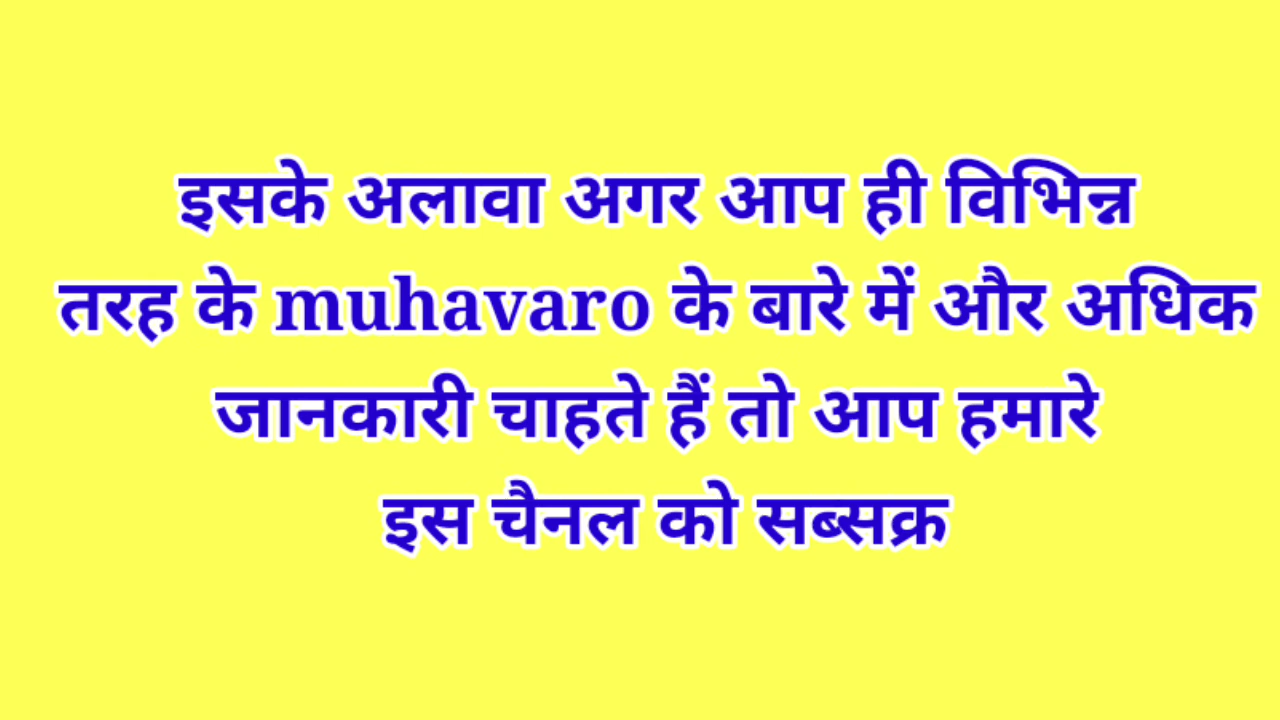 इसके अलावा अगर आप ही विभिन्न
तरह के muhavaro के बारे में और अधिक
जानकारी चाहते हैं तो आप हमारे
इस चैनल को सब्सक्र